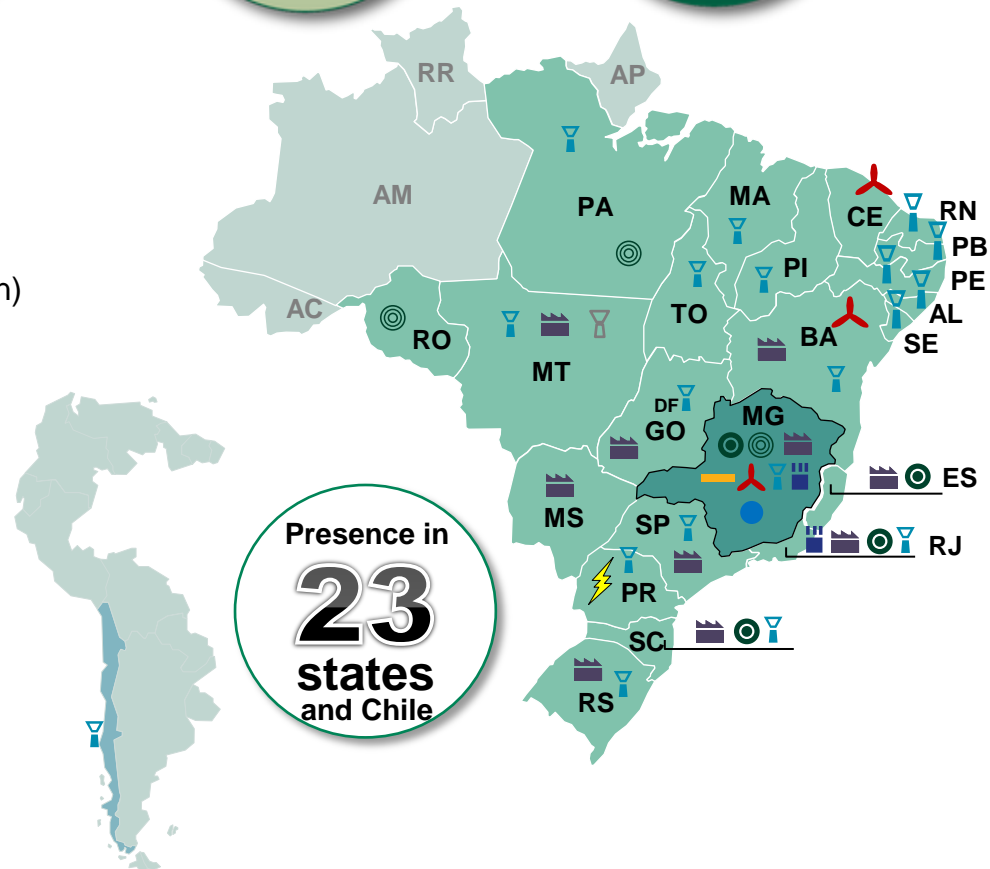 RR
AP
AM
PA
MA
CE
RN
PB
PI
PE
n)
AC
RO
TO
AL
BA
SE
MT
DF
GO
MG
ES
MS
SP
RJ
Presence in
23
states
and Chile
PR
SC
RS